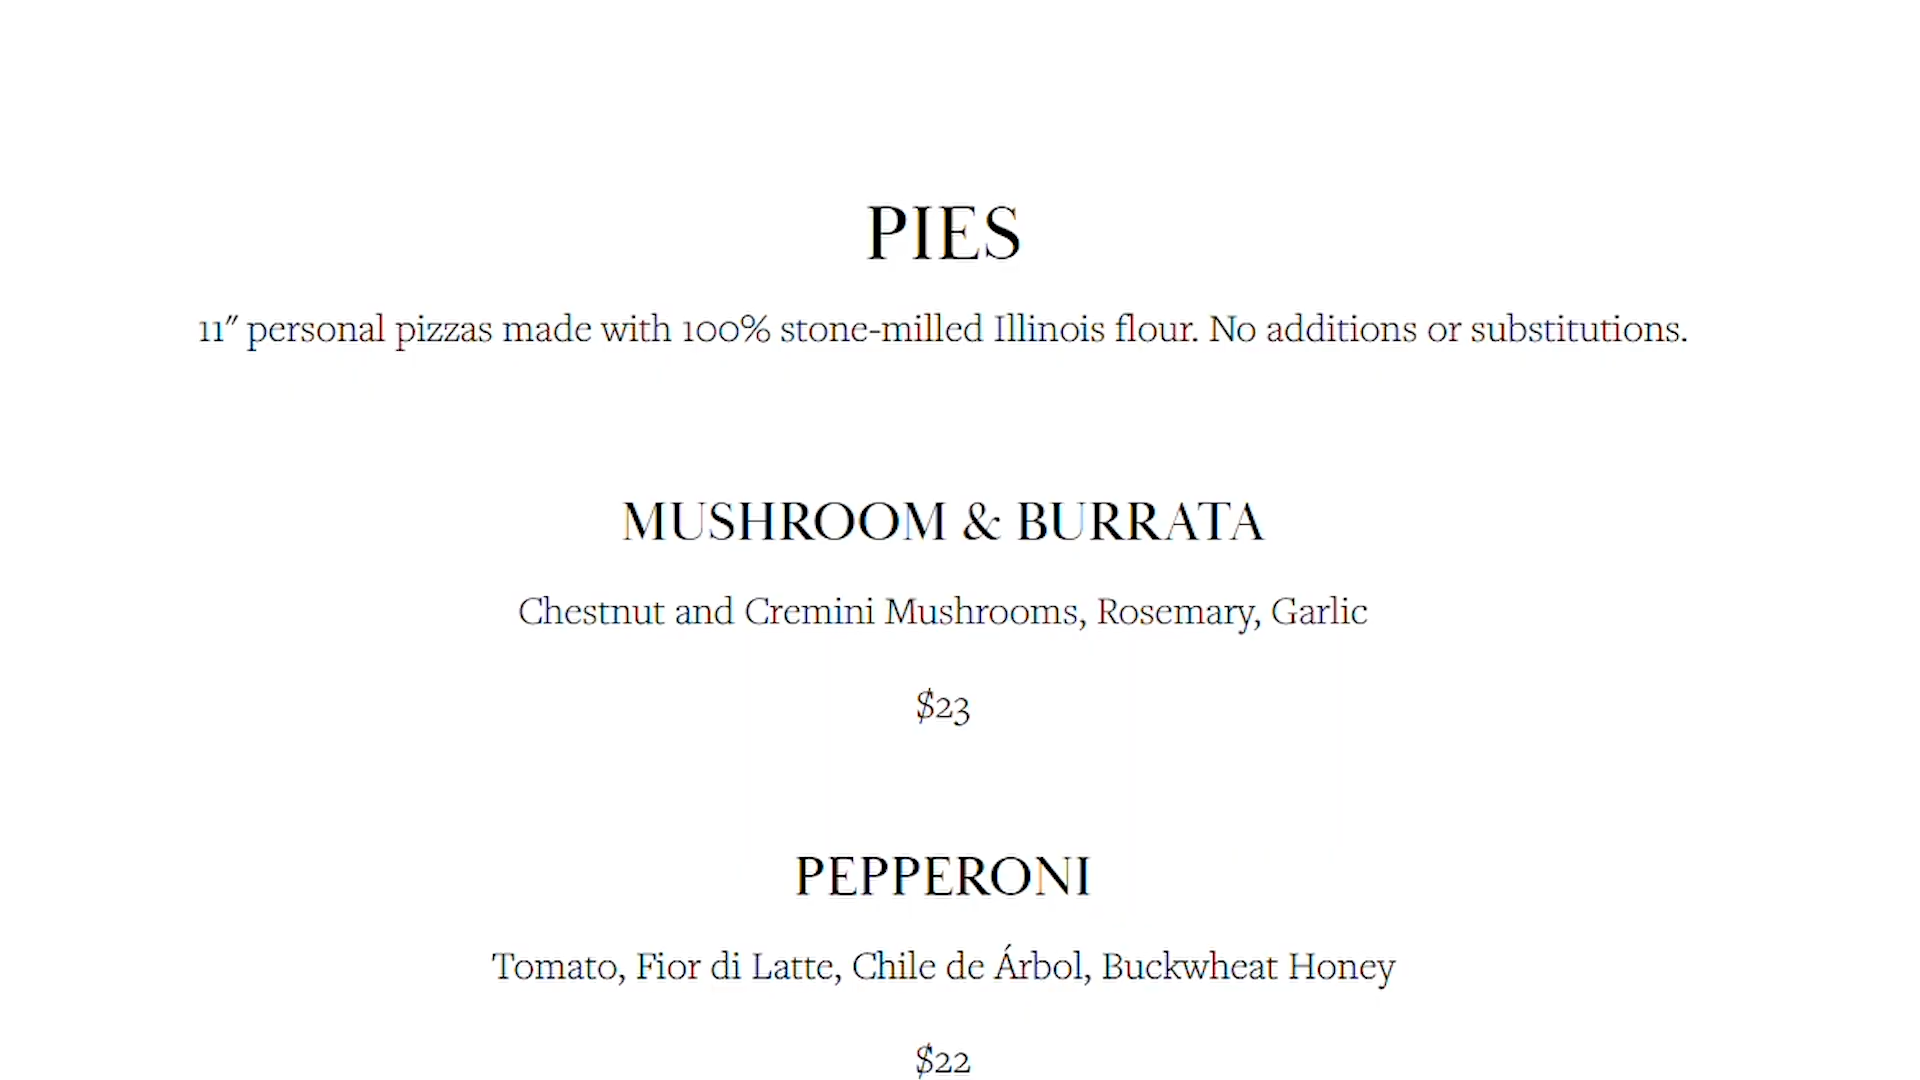 PIES
11″ personal pizzas made with 100% stone-milled Illinois flour. No additions or substitutions.
MUSHROOM & BURRATA
Chestnut and Cremini Mushrooms, Rosemary, Garlic
$23
PEPPERONI
Tomato, Fior di Latte, Chile de Árbol, Buckwheat Honey
$22